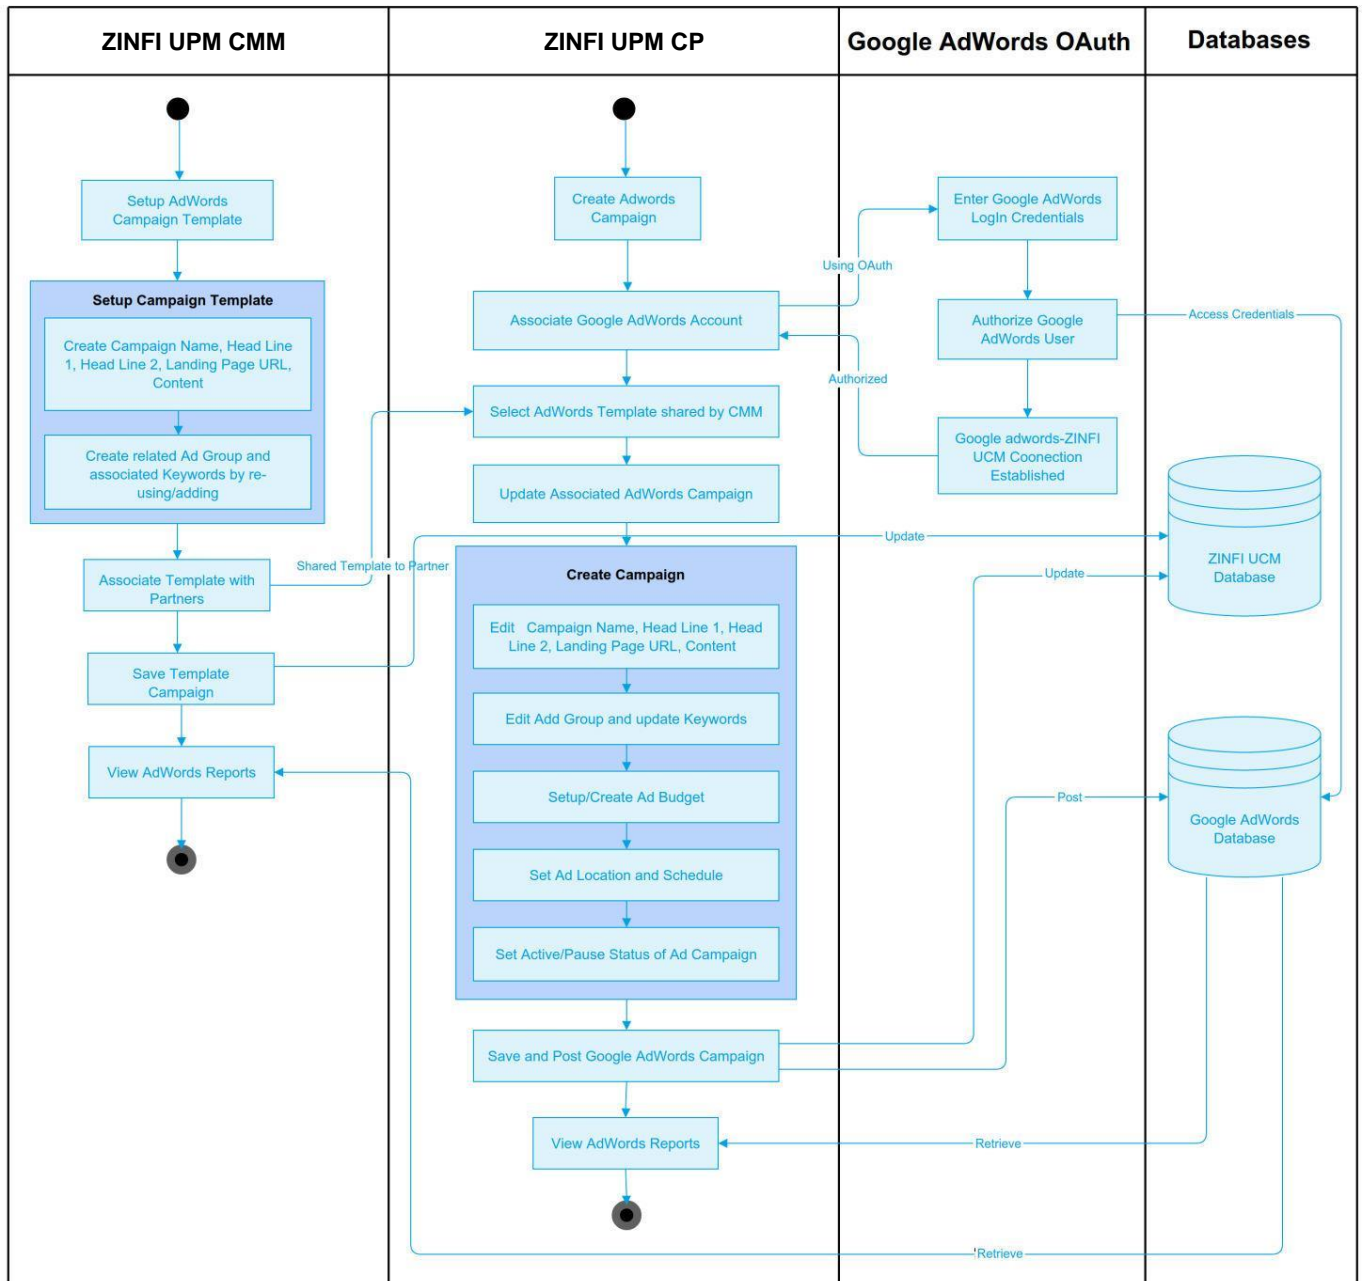 ZINFI UPM CMM
ZINFI UPM CP
Google AdWords OAuth
Databases
Setup AdWords
Campaign Template
Setup Campaign Template
Create Campaign Name, Head Line
1, Head Line 2, Landing Page URL,
Content
Create related Ad Group and
associated Keywords by re-
using/adding
Associate Template with
Partners
Shared Template to Partner
Save Template
Campaign
View AdWords Reports
Create Adwords
Campaign
Associate Google AdWords Account
Select AdWords Template shared by CMM
Update Associated AdWords Campaign
Create Campaign
Edit   Campaign Name, Head Line 1, Head
Line 2, Landing Page URL, Content
Edit Add Group and update Keywords
Setup/Create Ad Budget
Set Ad Location and Schedule
Set Active/Pause Status of Ad Campaign
Save and Post Google AdWords Campaign
View AdWords Reports
Using OAuth
Authorized
Enter Google AdWords
LogIn Credentials
Authorize Google
AdWords User
Google adwords-ZINFI
UCM Coonection
Established
Access Credentials
Update
Update
Post
Retrieve
'Retrieve
ZINFI UCM
Database
Google AdWords
Database